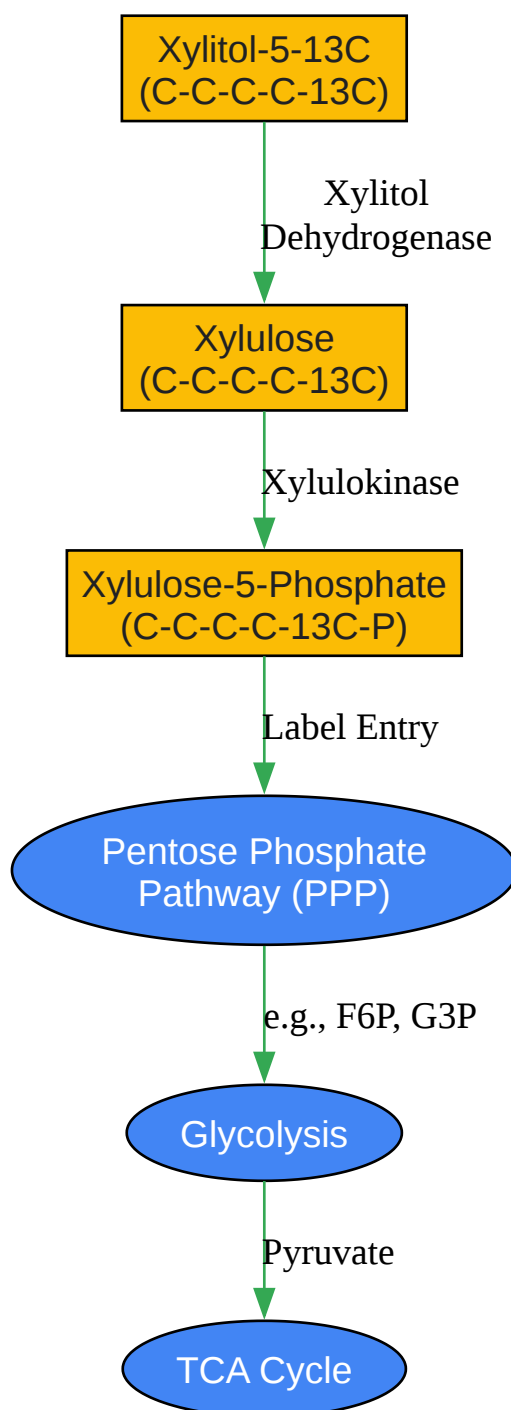 Xylitol-5-13C
(C-C-C-C-13C)
Xylitol
Dehydrogenase
Xylulose
(C-C-C-C-13C)
Xylulokinase
Xylulose-5-Phosphate
(C-C-C-C-13C-P)
Label Entry
Pentose Phosphate
Pathway (PPP)
e.g., F6P, G3P
Glycolysis
Pyruvate
TCA Cycle